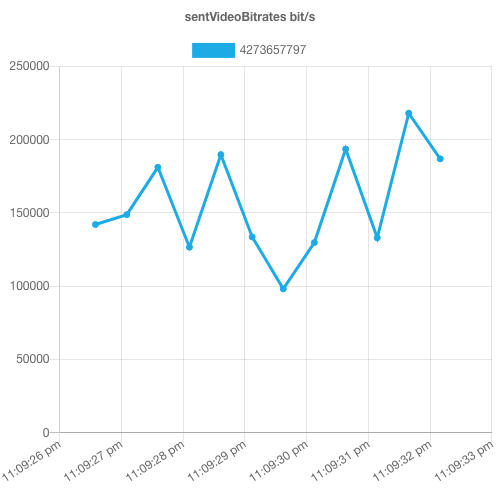 sentVideoBitrates bit/s
4273657797
250000
200000
150000
100000
50000
0
11:09:26 pm
11:09:27 pm
11:09:28 pm
11:09:29 pm
11:09:30 pm
11:09:31 pm
11:09:32 pm
11:09:33 pm